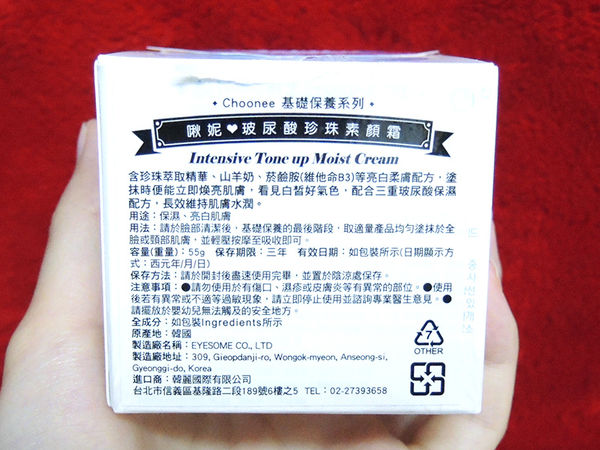 Choonee 基礎保養系列
啾妮♥玻尿酸珍珠素顏霜
Intensive Tone up Moist Cream
含珍珠萃取精華、山羊奶、菸鹼胺(維他命B3)等亮白柔膚配方，塗
抹時便能立即煥亮肌膚，看見白皙好氣色，配合三重玻尿酸保濕
配方，長效維持肌膚水潤。
用途：保濕、亮白肌膚
用法：請於臉部清潔後，基礎保養的最後階段，取適量產品均勻塗抹於全
臉或頸部肌膚，並輕壓按摩至吸收即可。
容量(重量)：55g 保存期限：三年 有效日期：如包裝所示(日期顯示方
式：西元年/月/日)
保存方法：請於開封後盡速使用完畢，並置於陰涼處保存。
注意事項：●請勿使用於有傷口、濕疹或皮膚炎等有異常的部位。●使用
後若有異常或不適等過敏現象，請立即停止使用並諮詢專業醫生意見。●
請擺放於嬰幼兒無法觸及的安全地方。
全成分：如包裝Ingredients所示
原產地：韓國
製造廠名稱：EYESOME CO., LTD
製造廠地址：309, Gieopdanji-ro, Wongok-myeon, Anseong-si,
Gyeonggi-do, Korea
進口商：韓麗國際有限公司
台北市信義區基隆路二段189號6樓之5 TEL：02-27393658
7
OTHER